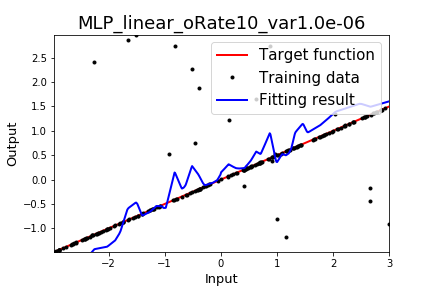 MLP_linear_oRate10_var1.0e-06
Target function
Training data
Fitting result
Output
2.5
2.0
1.5
1.0
0.5
0.0
−0.5
−1.0
−2
−1
0
1
2
3
Input